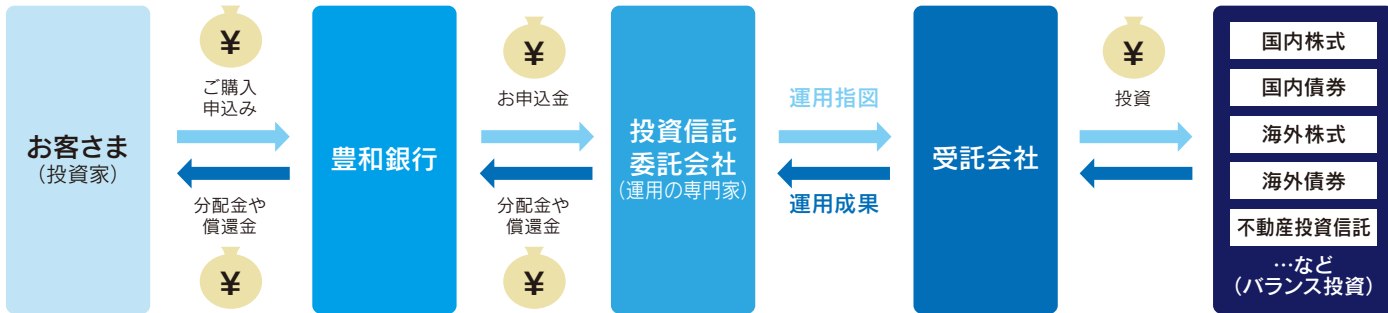 お客さま
(投資家)
¥
ご購入
申込み
分配金や
償還金
¥
豊和銀行
¥
お申込金
分配金や
償還金
¥
投資信託
委託会社
(運用の専門家)
運用指図
運用成果
受託会社
¥
投資
国内株式
国内債券
海外株式
海外債券
不動産投資信託
…など
(バランス投資)